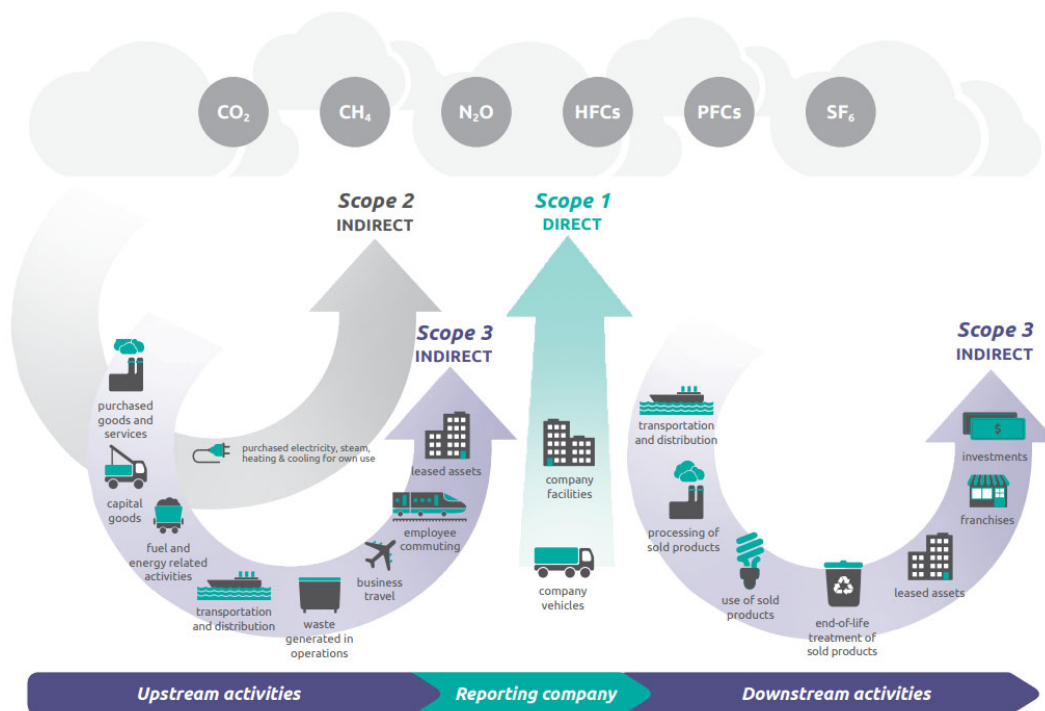 CO₂
CH₄
N₂O
HFCs
PFCs
SF₆
Scope 2
INDIRECT
Scope 1
DIRECT
Scope 3
INDIRECT
Scope 3
INDIRECT
purchased
goods and
services
capital
goods
fuel and
energy related
activities
transportation
and distribution
waste
generated in
operations
business
travel
employee
commuting
leased assets
purchased electricity, steam,
heating & cooling for own use
company
facilities
company
vehicles
transportation
and distribution
processing of
sold products
use of sold
products
end-of-life
treatment of
sold products
leased assets
franchises
$
investments
Upstream activities
Reporting company
Downstream activities